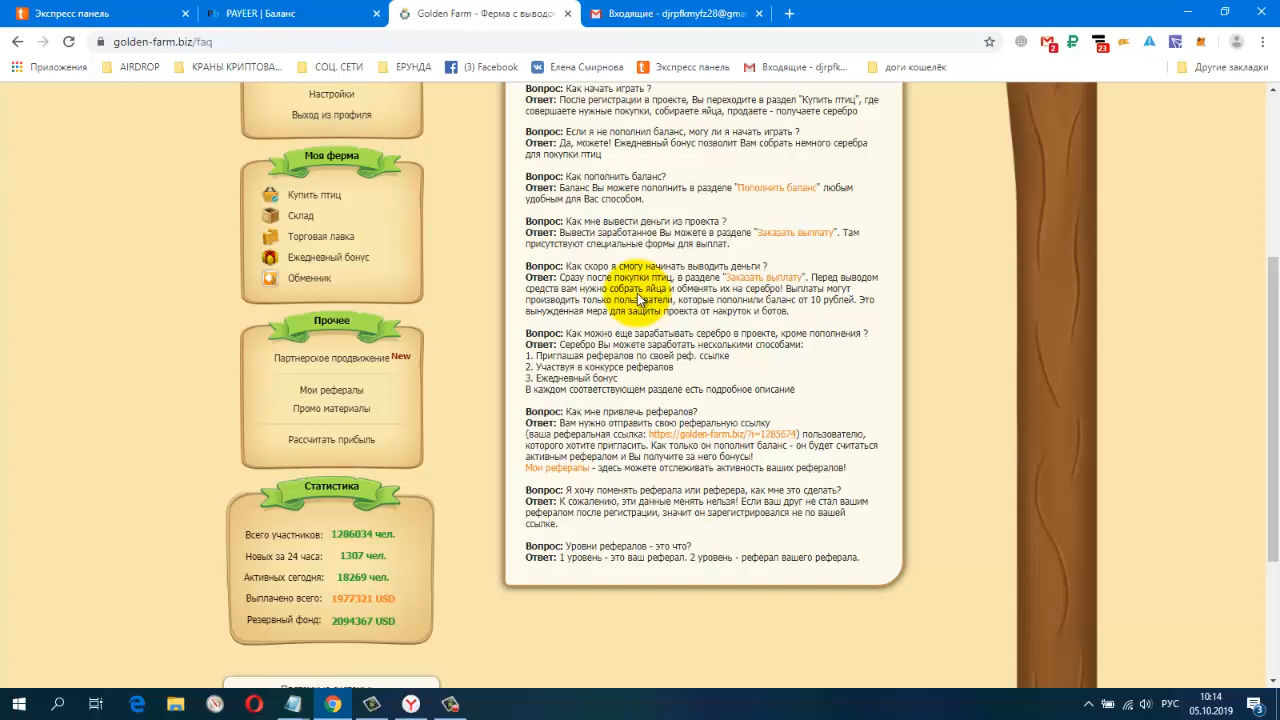 Экспресс панель
PAYEER | Баланс
Golden Farm - Ферма с выводо
Входящие - djrpfkmyfz28@gma
golden-farm.biz/faq
2
23
Приложения
AIRDROP
КРАНЫ КРИПТОВА...
СОЦ. СЕТИ
ЕРУНДА
(3) Facebook
Елена Смирнова
Экспресс панель
Входящие - djrpfk...
доги кошелёк
Другие закладки
Настройки
Выход из профиля
Моя ферма
Купить птиц
Склад
Торговая лавка
Ежедневный бонус
Обменник
Прочее
Партнерское продвижение New
Мои рефералы
Промо материалы
Рассчитать прибыль
Статистика
Всего участников: 1286034 чел.
Новых за 24 часа: 1307 чел.
Активных сегодня: 18269 чел.
Выплачено всего: 1977321 USD
Резервный фонд: 2094367 USD
Вопрос: Как начать играть ?
Ответ: После регистрации в проекте, Вы переходите в раздел "Купить птиц", где
совершаете нужные покупки, собираете яйца, продаете - получаете серебро
Вопрос: Если я не пополнил баланс, могу ли я начать играть ?
Ответ: Да, можете! Ежедневный бонус позволит Вам собрать немного серебра
для покупки птиц
Вопрос: Как пополнить баланс?
Ответ: Баланс Вы можете пополнить в разделе "Пополнить баланс" любым
удобным для Вас способом.
Вопрос: Как мне вывести деньги из проекта ?
Ответ: Вывести заработанное Вы можете в разделе "Заказать выплату". Там
присутствуют специальные формы для выплат.
Вопрос: Как скоро я смогу начинать выводить деньги ?
Ответ: Сразу после покупки птиц, в разделе "Заказать выплату". Перед выводом
средств вам нужно собрать яйца и обменять их на серебро! Выплаты могут
производить только пользователи, которые пополнили баланс от 10 рублей. Это
вынужденная мера для защиты проекта от накруток и ботов.
Вопрос: Как можно еще зарабатывать серебро в проекте, кроме пополнения ?
Ответ: Серебро Вы можете заработать несколькими способами:
1. Приглашая рефералов по своей реф. ссылке
2. Участвуя в конкурсе рефералов
3. Ежедневный бонус
В каждом соответствующем разделе есть подробное описание
Вопрос: Как мне привлечь рефералов?
Ответ: Вам нужно отправить свою реферальную ссылку
(ваша реферальная ссылка: https://golden-farm.biz/?i=1285674) пользователю,
которого хотите пригласить. Как только он пополнит баланс - он будет считаться
активным рефералом и Вы получите за него бонусы!
Мои рефералы - здесь можете отслеживать активность ваших рефералов!
Вопрос: Я хочу поменять реферала или реферера, как мне это сделать?
Ответ: К сожалению, эти данные менять нельзя! Если ваш друг не стал вашим
рефералом после регистрации, значит он зарегистрировался не по вашей
ссылке.
Вопрос: Уровни рефералов - это что?
Ответ: 1 уровень - это ваш реферал. 2 уровень - реферал вашего реферала.
РУС
10:14
05.10.2019
3